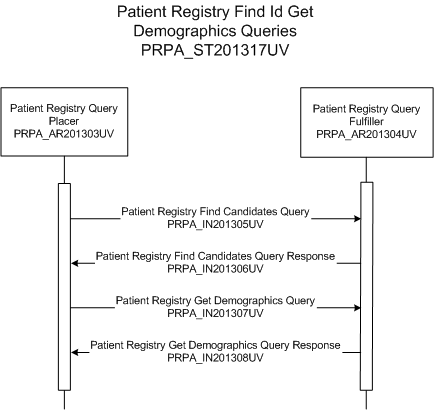 Patient Registry Find Id Get
Demographics Queries
PRPA_ST201317UV
Patient Registry Query
Placer
PRPA_AR201303UV
Patient Registry Query
Fulfiller
PRPA_AR201304UV
Patient Registry Find Candidates Query
PRPA_IN201305UV
Patient Registry Find Candidates Query Response
PRPA_IN201306UV
Patient Registry Get Demographics Query
PRPA_IN201307UV
Patient Registry Get Demographics Query Response
PRPA_IN201308UV